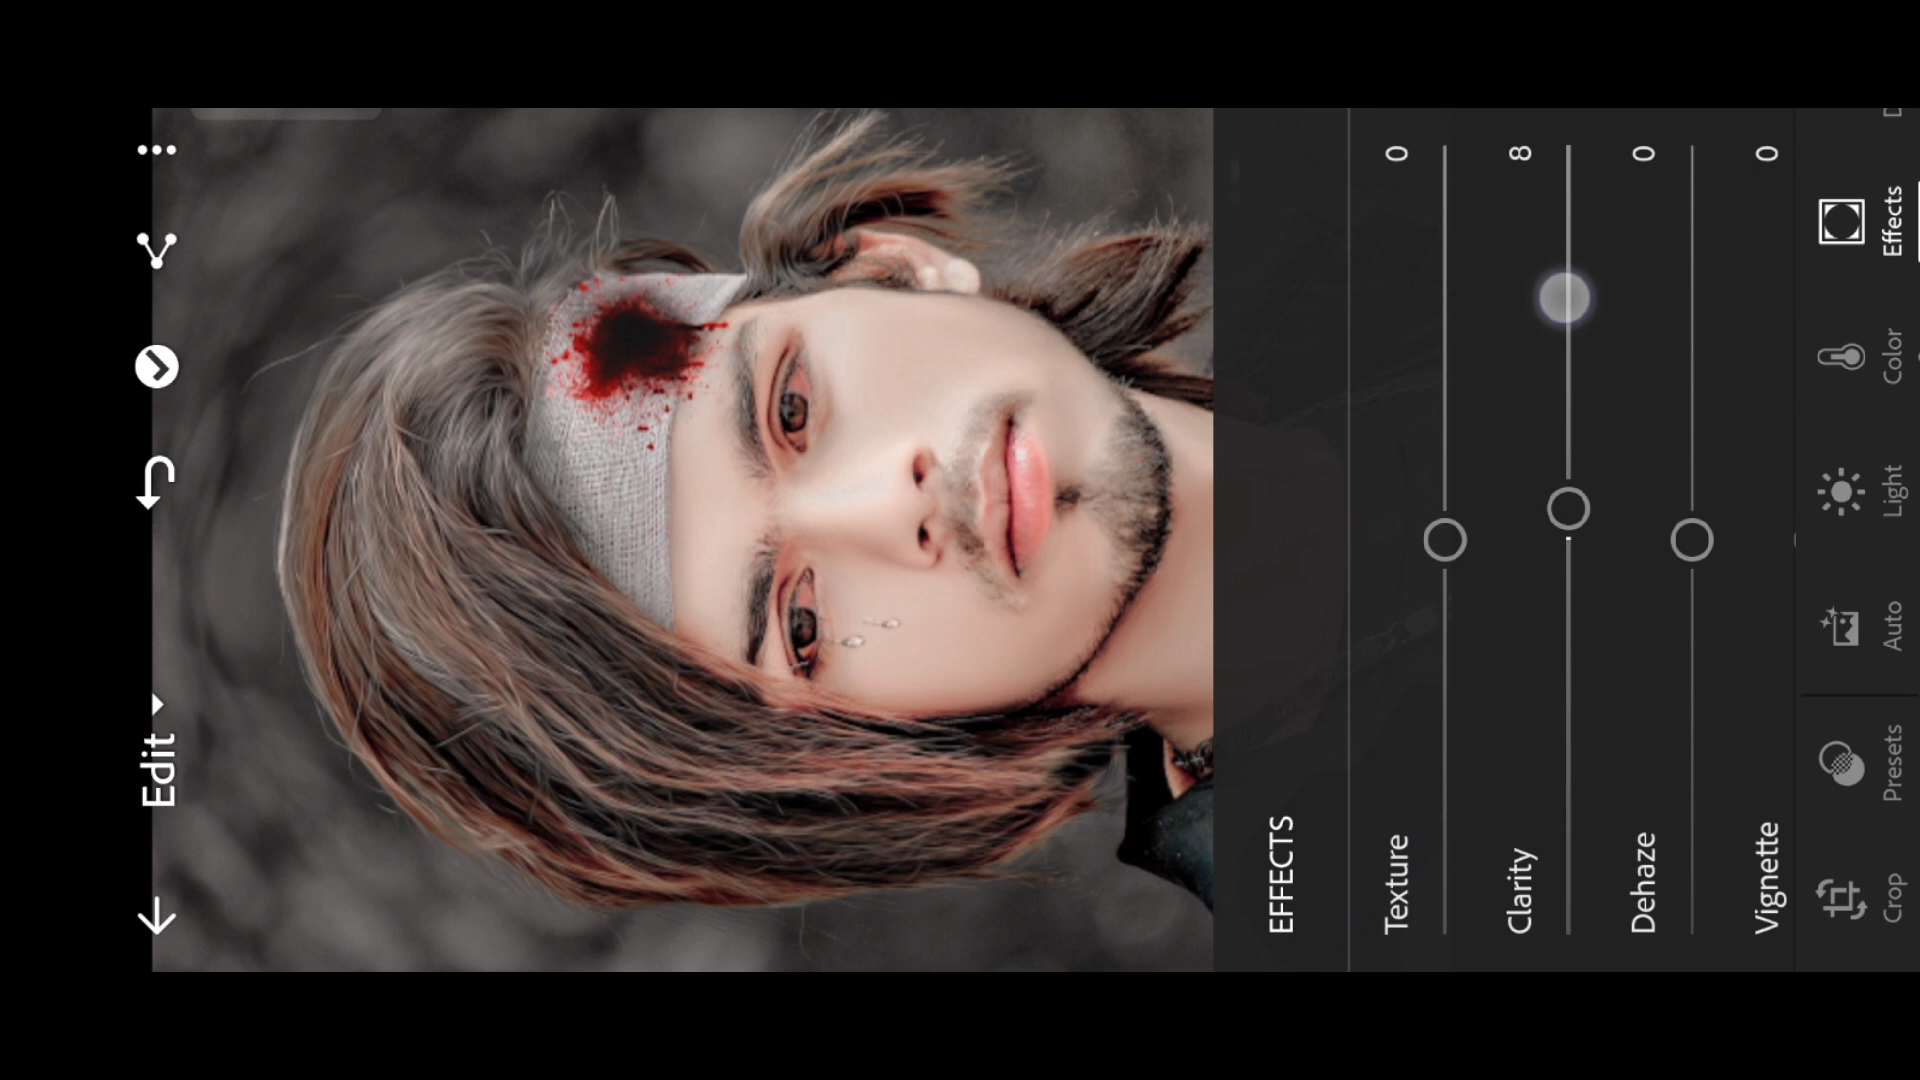 Edit
EFFECTS
Texture 0
Clarity 8
Dehaze 0
Vignette 0
Crop Presets Auto Light Color Effects